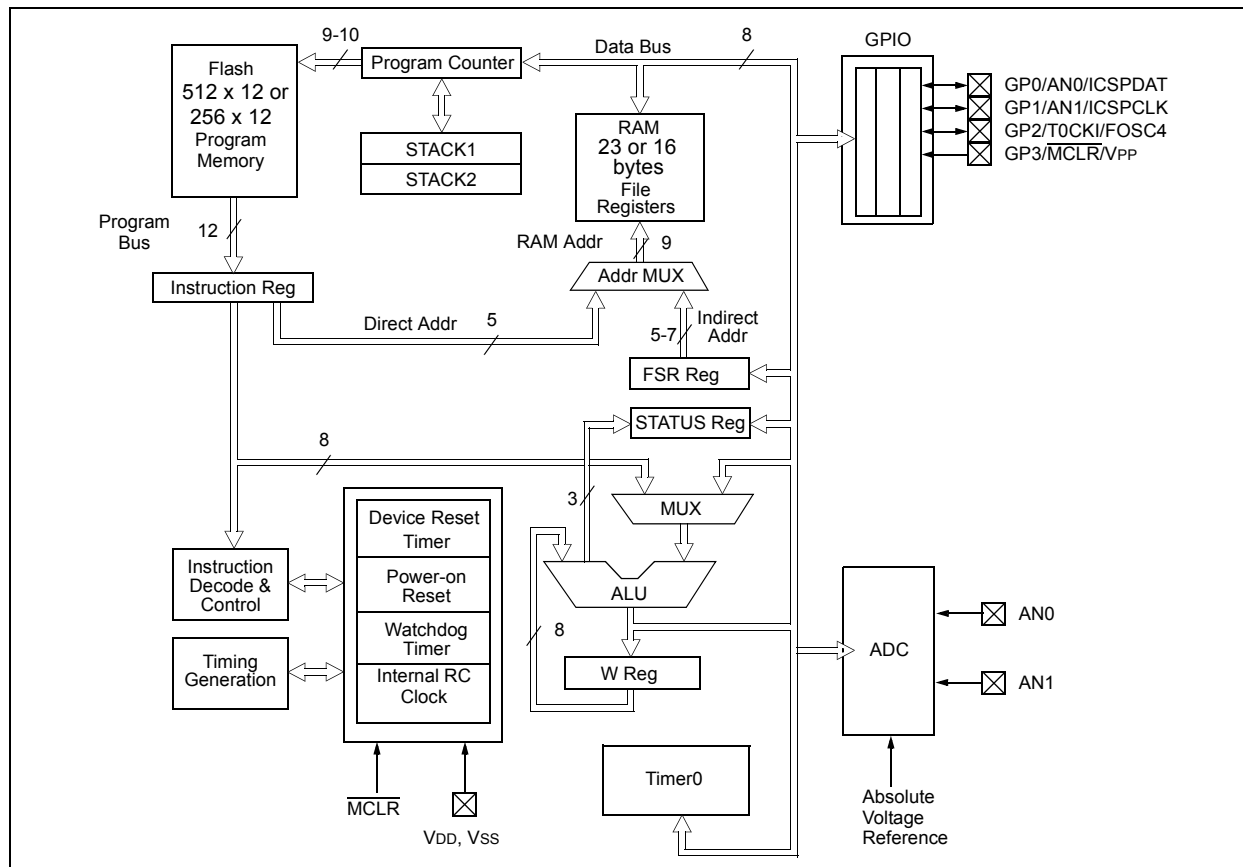 9-10
Program Counter
Data Bus
8
GPIO
Flash
512 x 12 or
256 x 12
Program
Memory
STACK1
STACK2
RAM
23 or 16
bytes
File
Registers
GP0/AN0/ICSPDAT
GP1/AN1/ICSPCLK
GP2/T0CKI/FOSC4
GP3/MCLR/VPP
Program
Bus
12
RAM Addr
9
Instruction Reg
Addr MUX
Direct Addr
5
5-7
Indirect
Addr
FSR Reg
STATUS Reg
8
3
MUX
Device Reset
Timer
Power-on
Reset
Watchdog
Timer
Internal RC
Clock
Instruction
Decode &
Control
Timing
Generation
ALU
8
W Reg
ADC
AN0
AN1
Timer0
MCLR
VDD, VSS
Absolute
Voltage
Reference